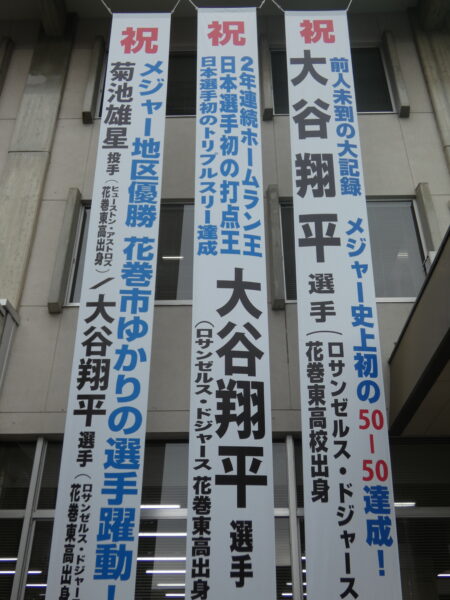 祝
前人未到の大記録
メジャー史上初の50-50達成!
大谷翔平選手(ロサンゼルス・ドジャース
花巻東高校出身
祝
2年連続ホームラン王
日本選手初の打点王
日本選手初のトリプルスリー達成
大谷翔平選手
(ロサンゼルス・ドジャース 花巻東高出身
祝
メジャー地区優勝 花巻市ゆかりの選手躍動!
菊池雄星投手(ヒューストン・アストロズ 花巻東高出身)/大谷翔平選手(ロサンゼルス・ドジャース 花巻東高出身